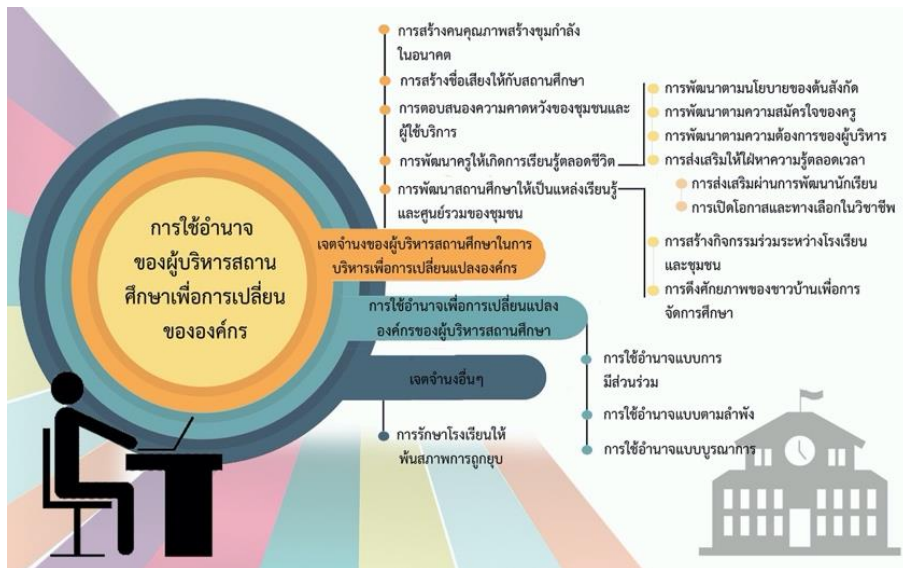 การสร้างคนคุณภาพสร้างขุมกำลัง
ในอนาคต
การสร้างชื่อเสียงให้กับสถานศึกษา
การตอบสนองความคาดหวังของชุมชนและ
ผู้ใช้บริการ
การพัฒนาครูให้เกิดการเรียนรู้ตลอดชีวิต
การพัฒนาสถานศึกษาให้เป็นแหล่งเรียนรู้
และศูนย์รวมของชุมชน
การพัฒนาตามนโยบายของต้นสังกัด
การพัฒนาตามความสมัครใจของครู
การพัฒนาตามความต้องการของผู้บริหาร
การส่งเสริมให้ใฝ่หาความรู้ตลอดเวลา
การส่งเสริมผ่านการพัฒนานักเรียน
การเปิดโอกาสและทางเลือกในวิชาชีพ
การสร้างกิจกรรมร่วมระหว่างโรงเรียน
และชุมชน
การดึงศักยภาพของชาวบ้านเพื่อการ
จัดการศึกษา
การใช้อำนาจ
ของผู้บริหารสถาน
ศึกษาเพื่อการเปลี่ยน
ขององค์กร
เจตจำนงของผู้บริหารสถานศึกษาในการ
บริหารเพื่อการเปลี่ยนแปลงองค์กร
การใช้อำนาจเพื่อการเปลี่ยนแปลง
องค์กรของผู้บริหารสถานศึกษา
การใช้อำนาจแบบการ
มีส่วนร่วม
การใช้อำนาจแบบตามลำพัง
การใช้อำนาจแบบบูรณาการ
เจตจำนงอื่นๆ
การรักษาโรงเรียนให้
พ้นสภาพการถูกยุบ